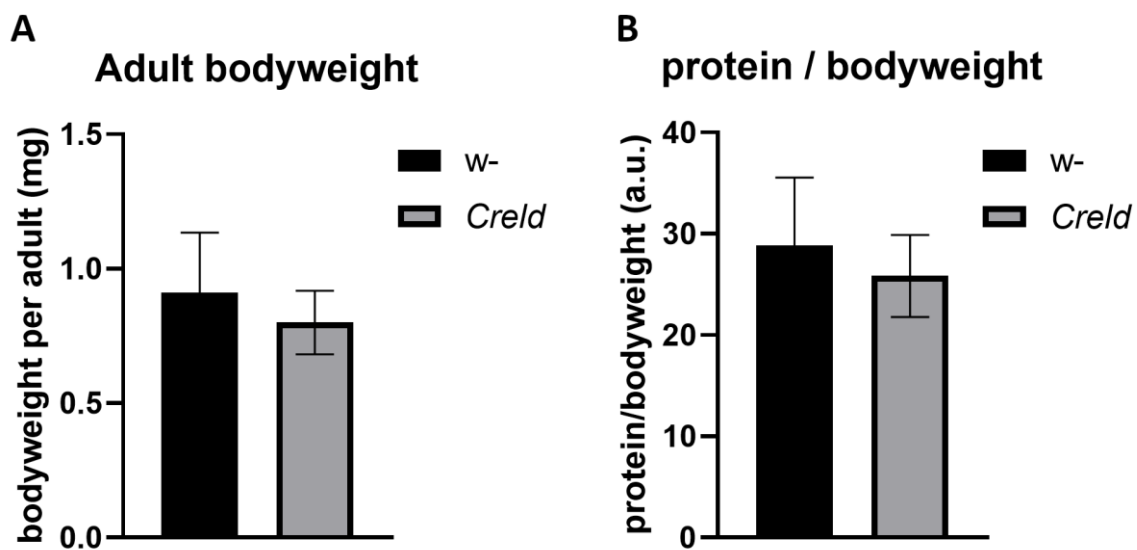 A
Adult bodyweight
bodyweight per adult (mg)
1.5
1.0
0.5
0.0
w-
Creld
B
protein / bodyweight
protein/bodyweight (a.u.)
40
30
20
10
0
w-
Creld